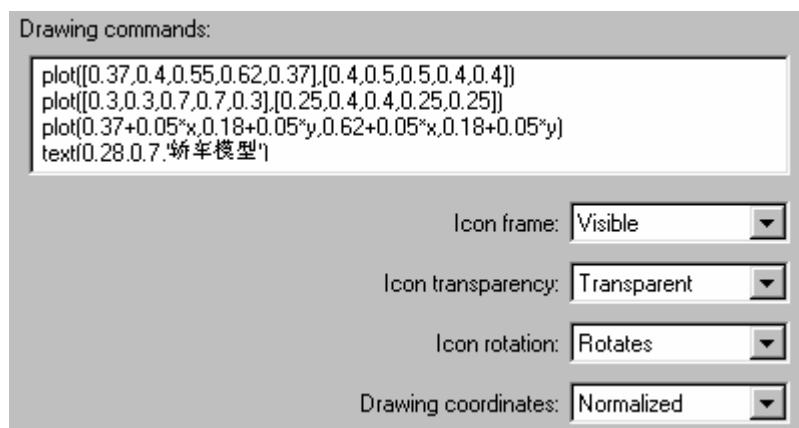 Drawing commands:
plot([0.37,0.4,0.55,0.62,0.37],[0.4,0.5,0.5,0.4,0.4])
plot([0.3,0.3,0.7,0.7,0.3],[0.25,0.4,0.4,0.25,0.25])
plot(0.37+0.05*x,0.18+0.05*y,0.62+0.05*x,0.18+0.05*y)
text(0.28,0.7,'轿车模型')
Icon frame: Visible
Icon transparency: Transparent
Icon rotation: Rotates
Drawing coordinates: Normalized